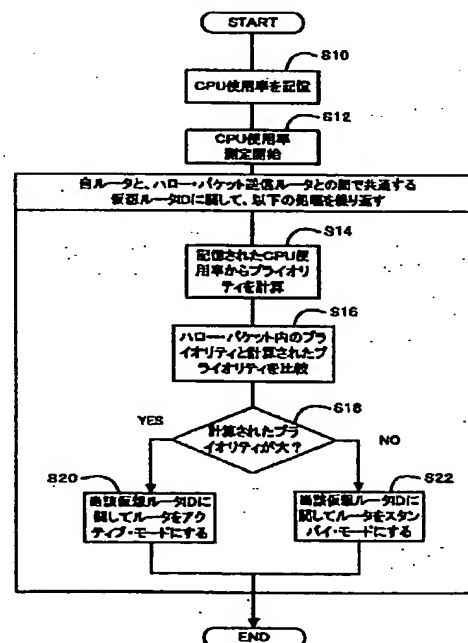 START
S10
CPU使用率を記憶
S12
CPU使用率
測定開始
自ルータと、ハロー・パケット送信ルータとの間で共通する
仮想ルータIDに関して、以下の処理を繰り返す
S14
記憶されたCPU使
用率からプライオリ
ティを計算
S16
ハロー・パケット内のプラ
イオリティと計算されたプ
ライオリティを比較
S18
計算されたプラ
イオリティが大?
YES
NO
S20
当該仮想ルータIDに
関してルータをアク
ティブ・モードにする
S22
当該仮想ルータIDに
関してルータをスタン
バイ・モードにする
END